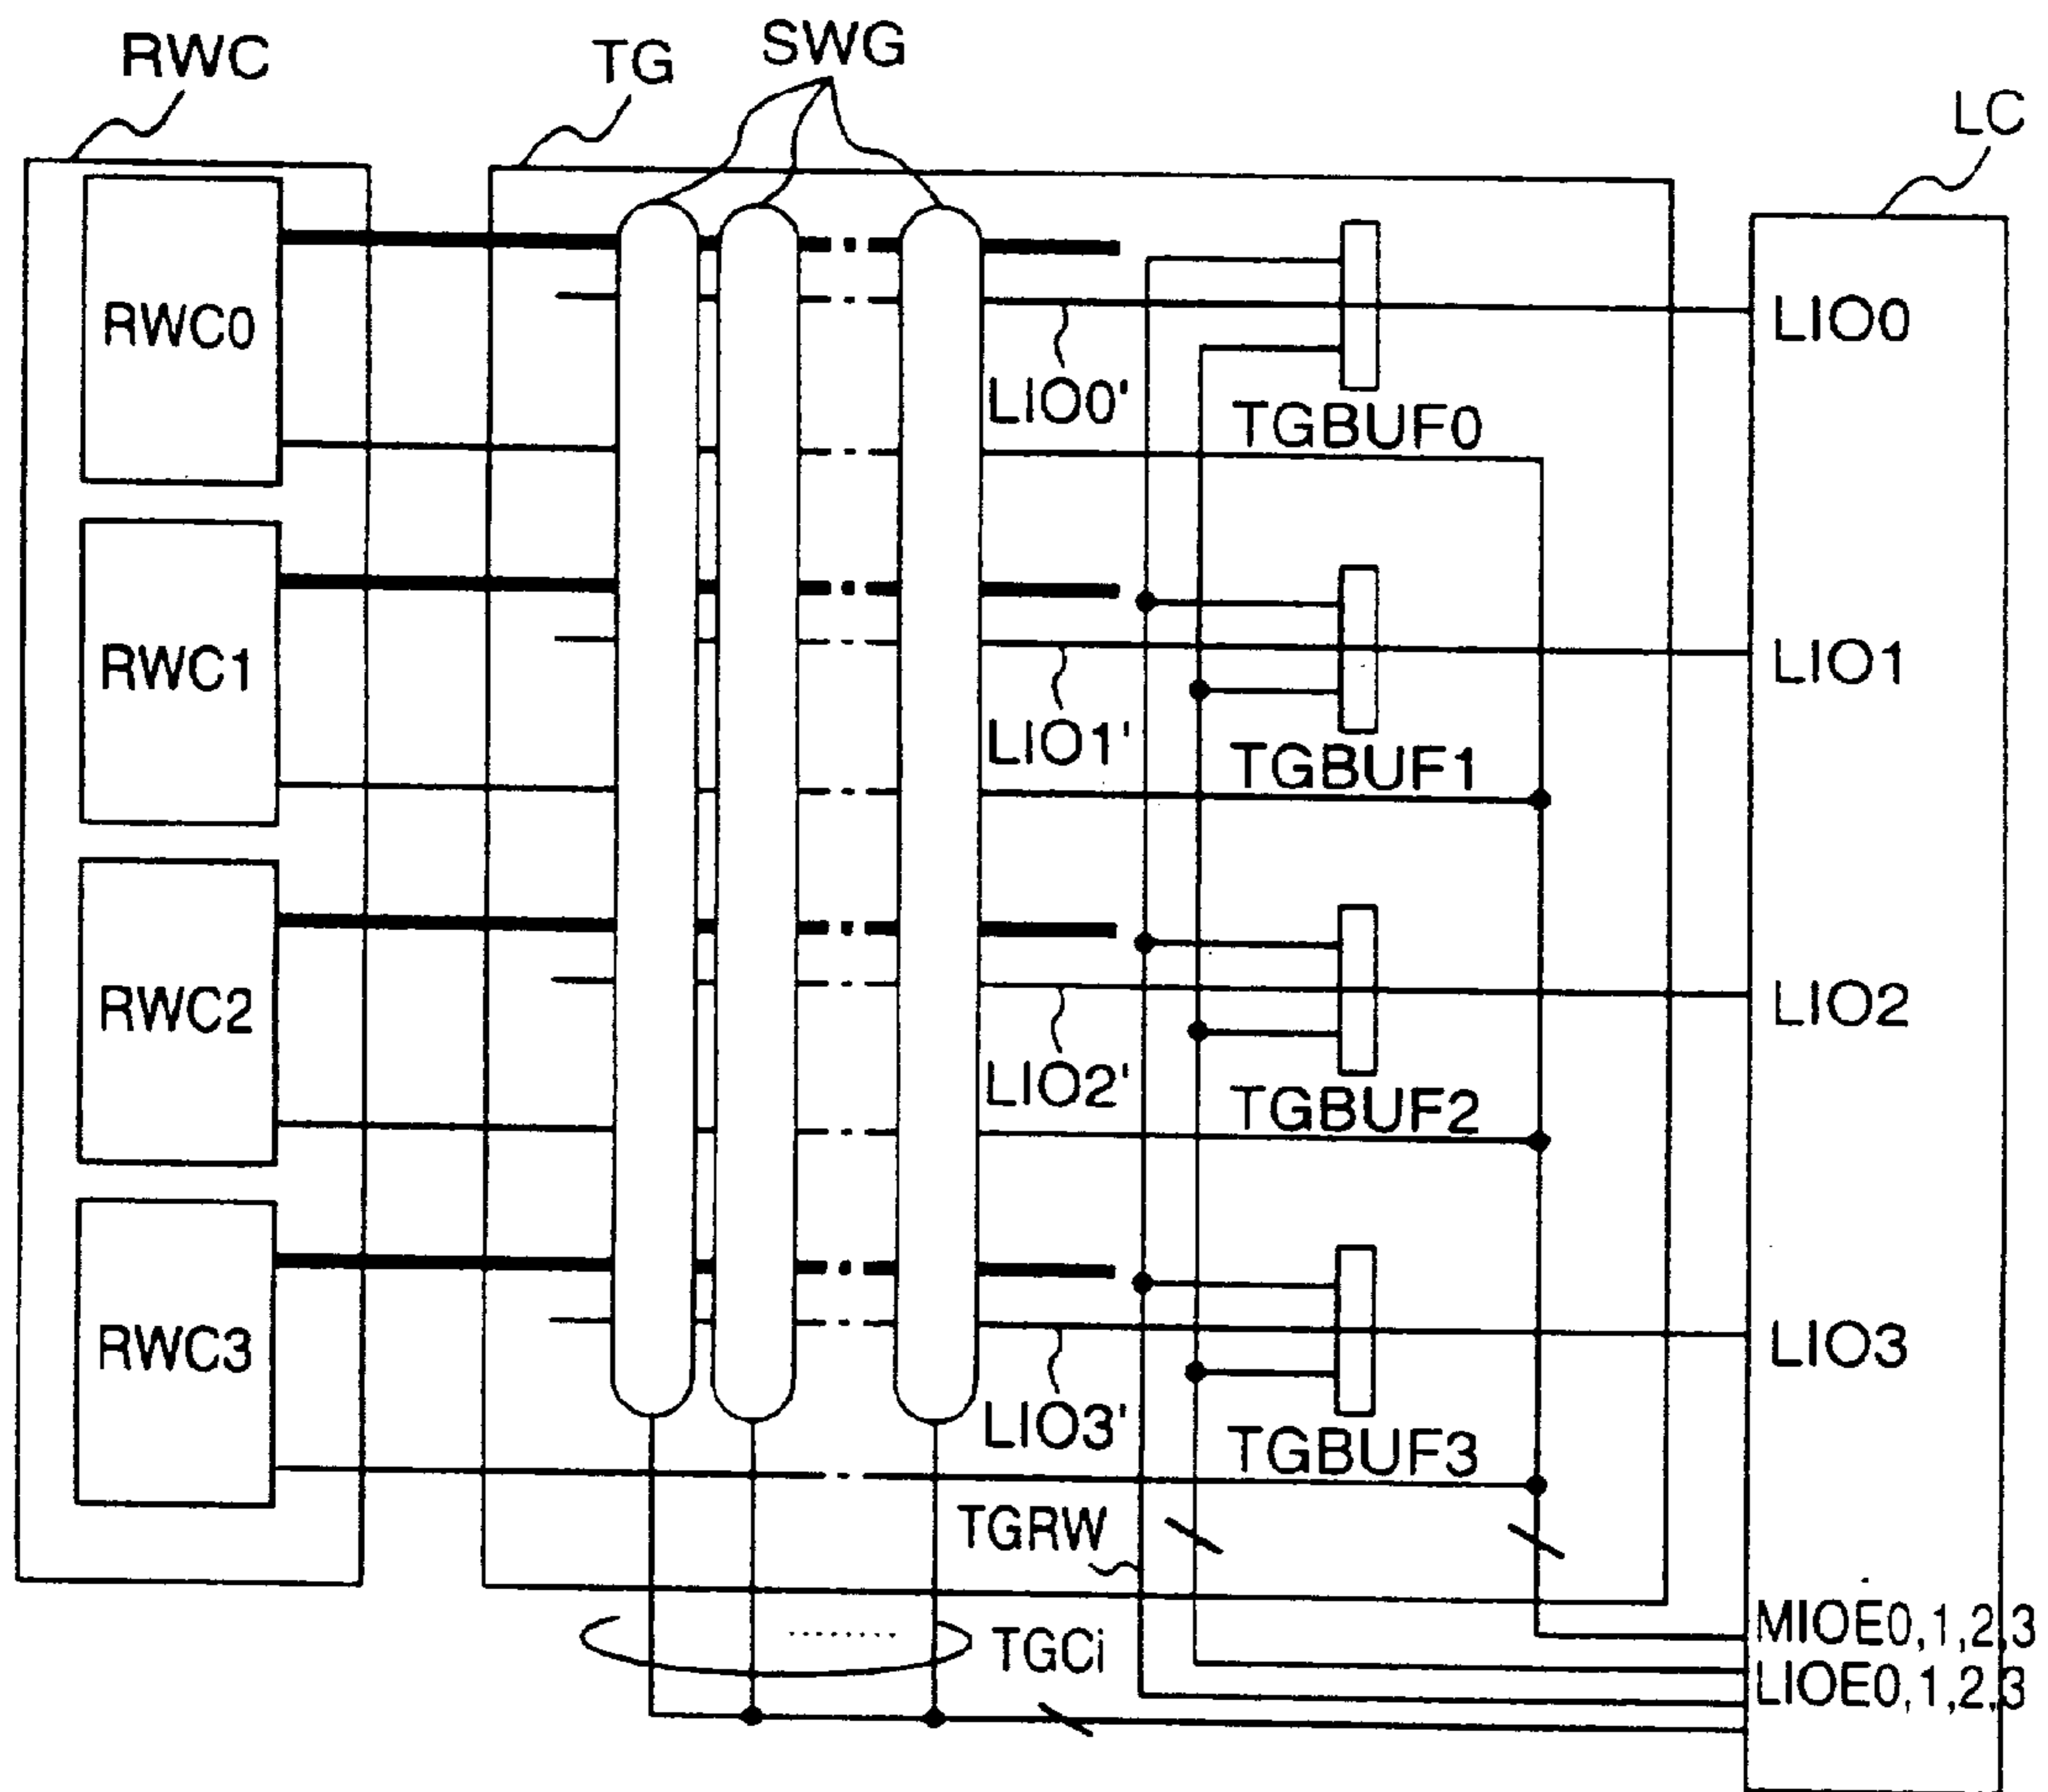 RWC
TG
SWG
LC
RWC0
LIO0
LIO0'
TGBUF0
RWC1
LIO1
LIO1'
TGBUF1
RWC2
LIO2
LIO2'
TGBUF2
RWC3
LIO3
LIO3'
TGBUF3
TGRW
TGCi
MIOE0,1,2,3
LIOE0,1,2,3